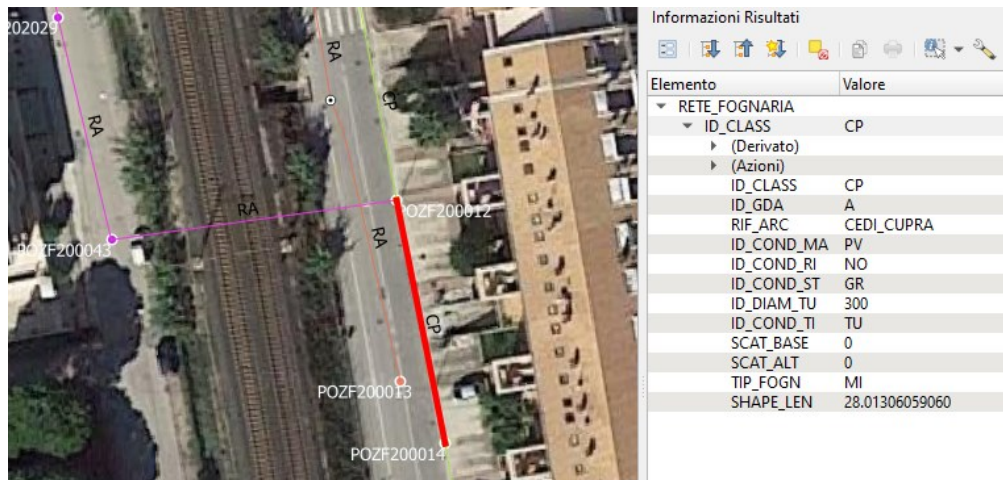 202029
RA
RA
CP
RA
POZF200012
POZF200043
RA
CP
POZF200013
POZF200014
Informazioni Risultati
Elemento Valore
RETE_FOGNARIA
ID_CLASS CP
(Derivato)
(Azioni)
ID_CLASS CP
ID_GDA A
RIF_ARC CEDI_CUPRA
ID_COND_MA PV
ID_COND_RI NO
ID_COND_ST GR
ID_DIAM_TU 300
ID_COND_TI TU
SCAT_BASE 0
SCAT_ALT 0
TIP_FOGN MI
SHAPE_LEN 28.01306059060